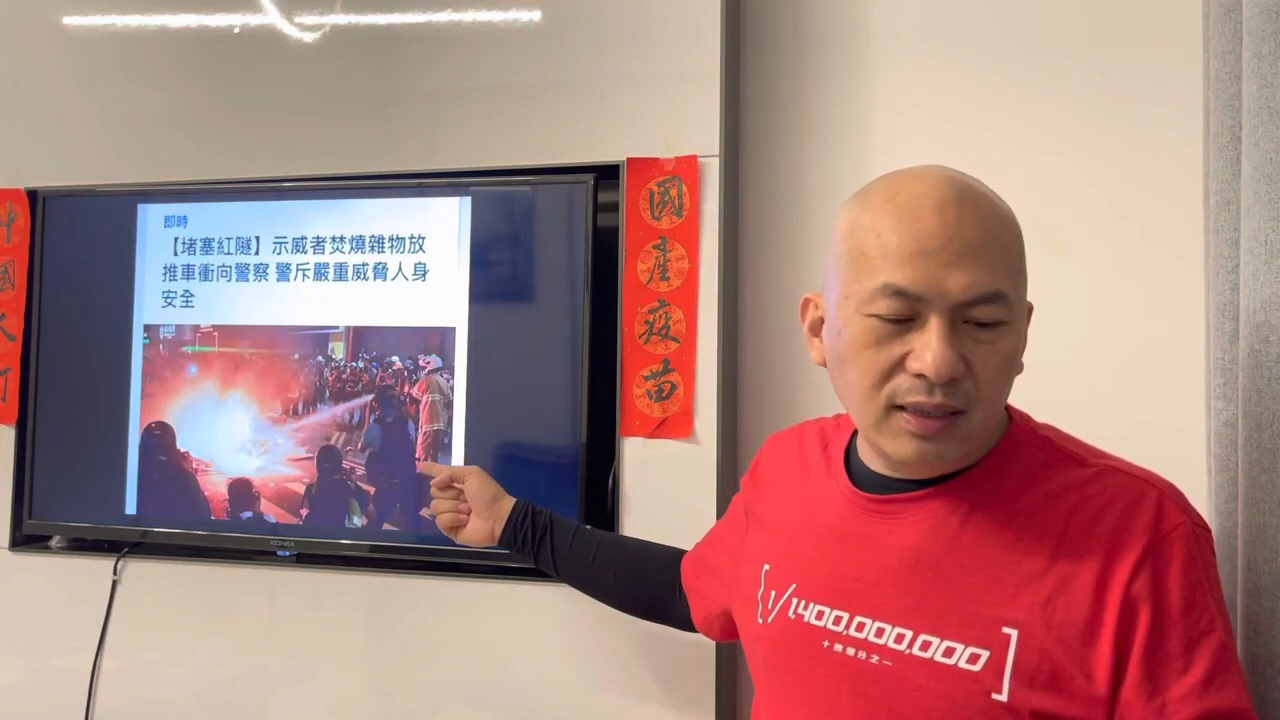 即時
【堵塞紅隧】示威者焚燒雜物放
推車衝向警察 警斥嚴重威脅人身
安全
KONKA
國產疫苗
[1/1,400,000,000]
十四億分之一